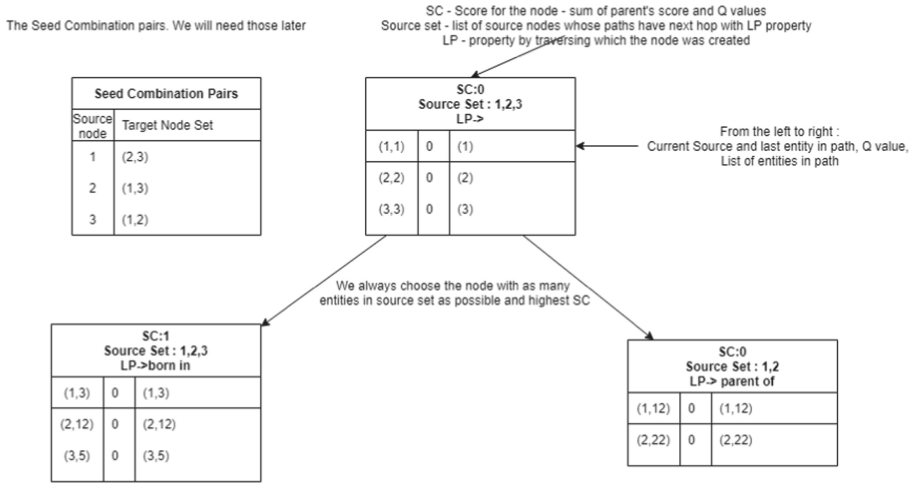 The Seed Combination pairs. We will need those later
SC - Score for the node - sum of parent's score and Q values
Source set - list of source nodes whose paths have next hop with LP property
LP - property by traversing which the node was created
Seed Combination Pairs
Source
node
Target Node Set
1
(2,3)
2
(1,3)
3
(1,2)
SC:0
Source Set : 1,2,3
LP->
(1,1)
0
(1)
(2,2)
0
(2)
(3,3)
0
(3)
From the left to right :
Current Source and last entity in path, Q value,
List of entities in path
We always choose the node with as many
entities in source set as possible and highest SC
SC:1
Source Set : 1,2,3
LP->born in
(1,3)
0
(1,3)
(2,12)
0
(2,12)
(3,5)
0
(3,5)
SC:0
Source Set : 1,2
LP-> parent of
(1,12)
0
(1,12)
(2,22)
0
(2,22)